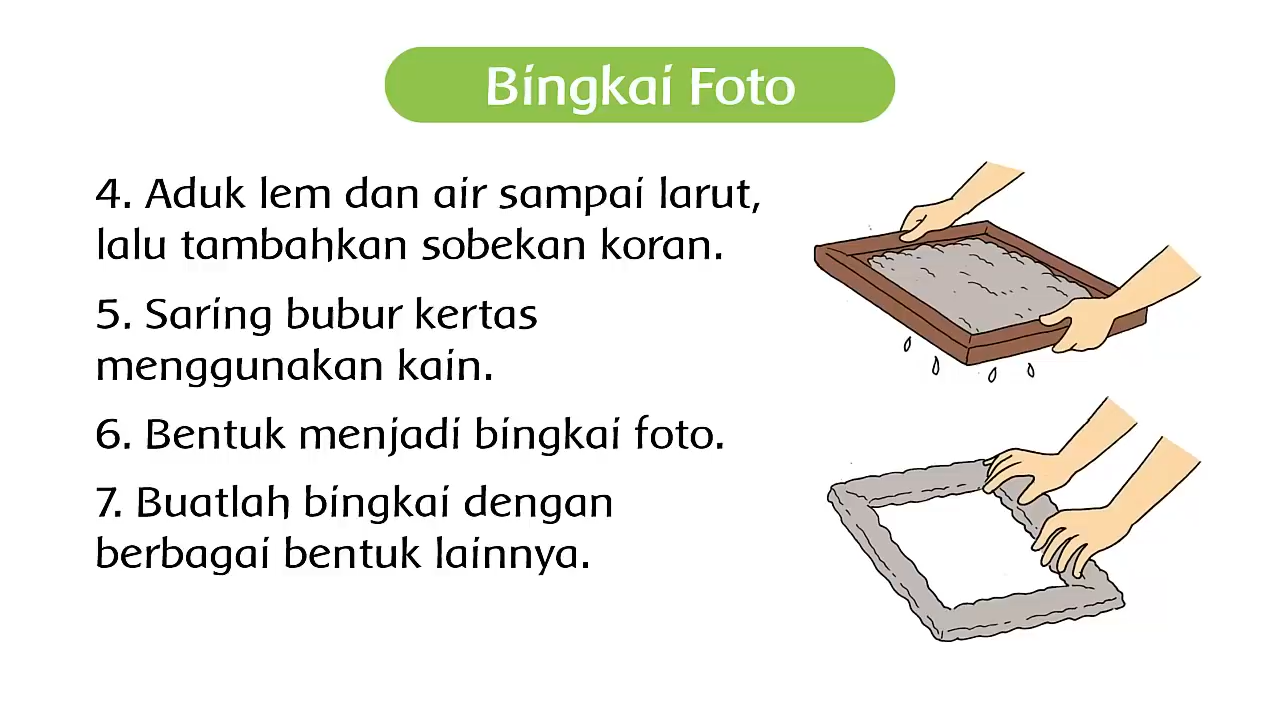 Bingkai Foto
4. Aduk lem dan air sampai larut,
lalu tambahkan sobekan koran.
5. Saring bubur kertas
menggunakan kain.
6. Bentuk menjadi bingkai foto.
7. Buatlah bingkai dengan
berbagai bentuk lainnya.